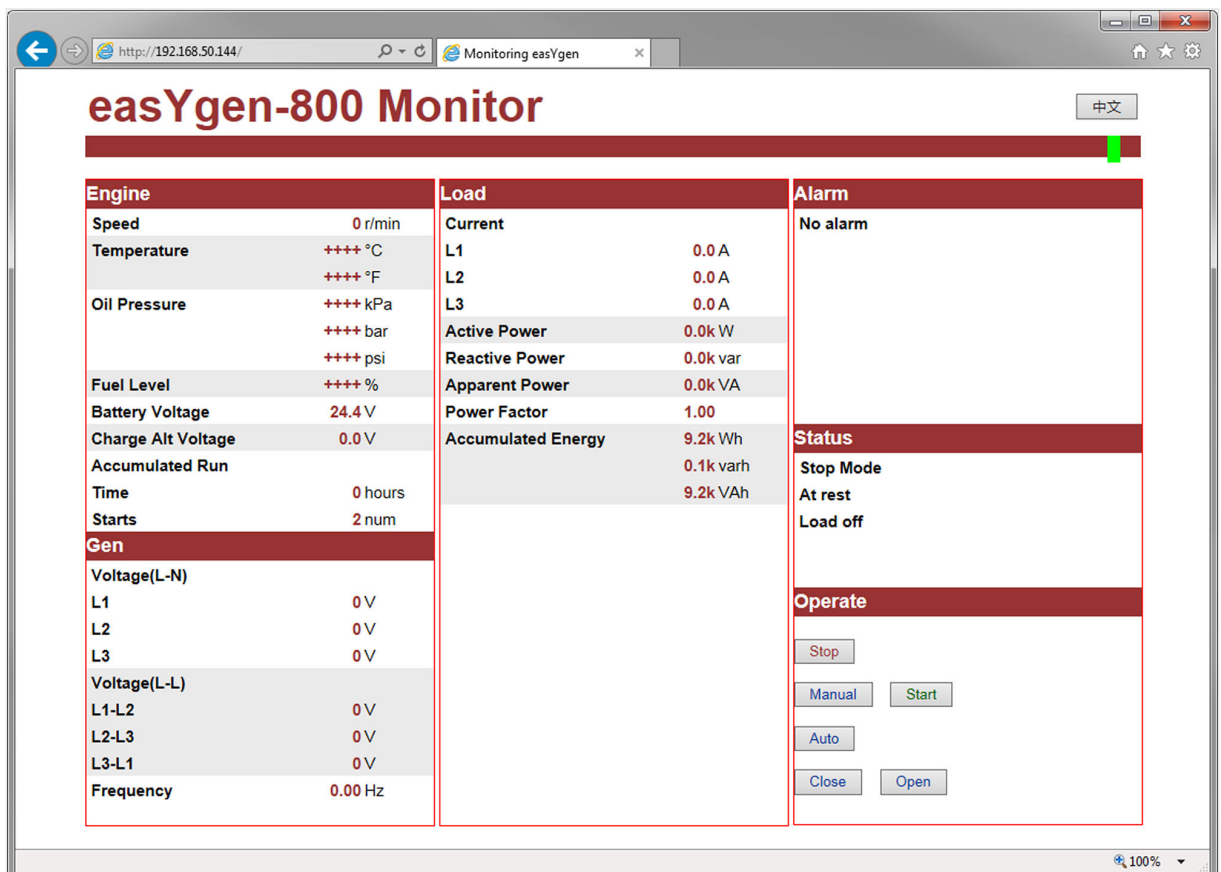 http://192.168.50.144/
Monitoring easYgen
easYgen-800 Monitor
中文
Engine
Speed 0 r/min
Temperature ++++ °C
++++ °F
Oil Pressure ++++ kPa
++++ bar
++++ psi
Fuel Level ++++ %
Battery Voltage 24.4 V
Charge Alt Voltage 0.0 V
Accumulated Run
Time 0 hours
Starts 2 num
Gen
Voltage(L-N)
L1 0 V
L2 0 V
L3 0 V
Voltage(L-L)
L1-L2 0 V
L2-L3 0 V
L3-L1 0 V
Frequency 0.00 Hz
Load
Current
L1 0.0 A
L2 0.0 A
L3 0.0 A
Active Power 0.0k W
Reactive Power 0.0k var
Apparent Power 0.0k VA
Power Factor 1.00
Accumulated Energy 9.2k Wh
0.1k varh
9.2k VAh
Alarm
No alarm
Status
Stop Mode
At rest
Load off
Operate
Stop
Manual Start
Auto
Close Open
100%